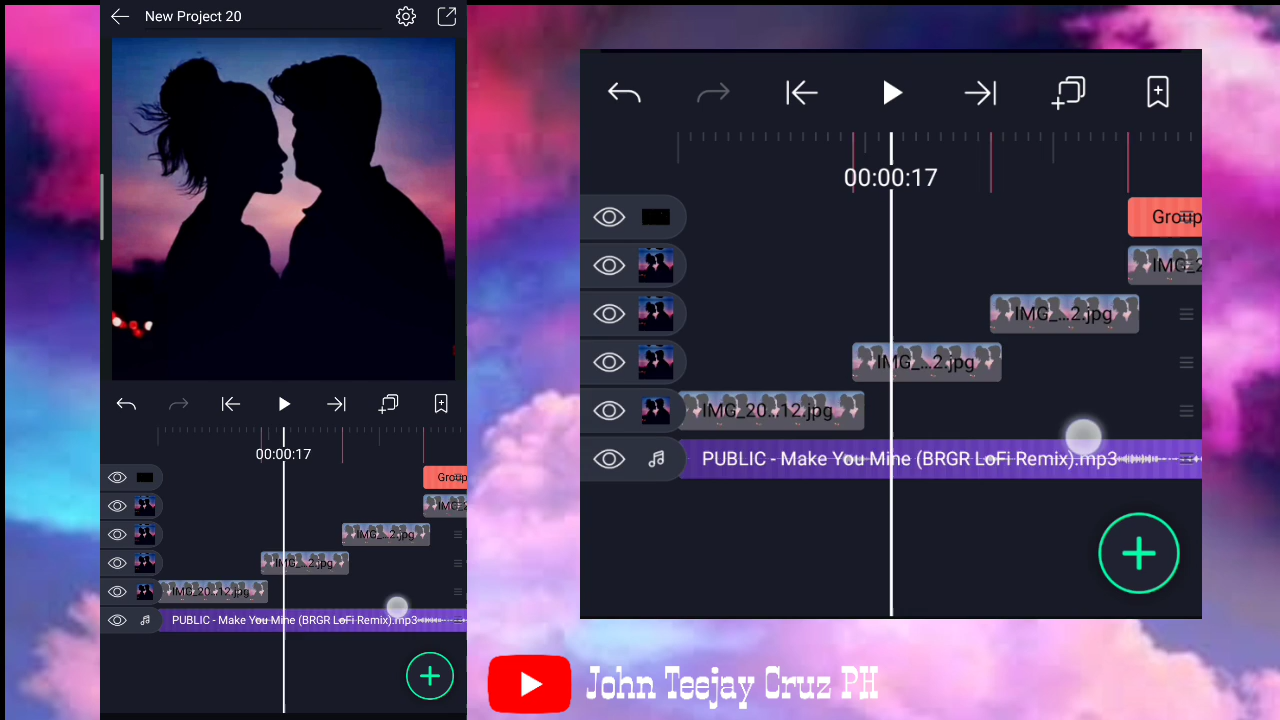 New Project 20
00:00:17
Group
IMG_2
IMG_...2.jpg
IMG_...2.jpg
IMG_20...12.jpg
PUBLIC - Make You Mine (BRGR LoFi Remix).mp3
00:00:17
Group
IMG_2
IMG_...2.jpg
IMG_...2.jpg
IMG_20...12.jpg
PUBLIC - Make You Mine (BRGR LoFi Remix).mp3
John Teejay Cruz PH